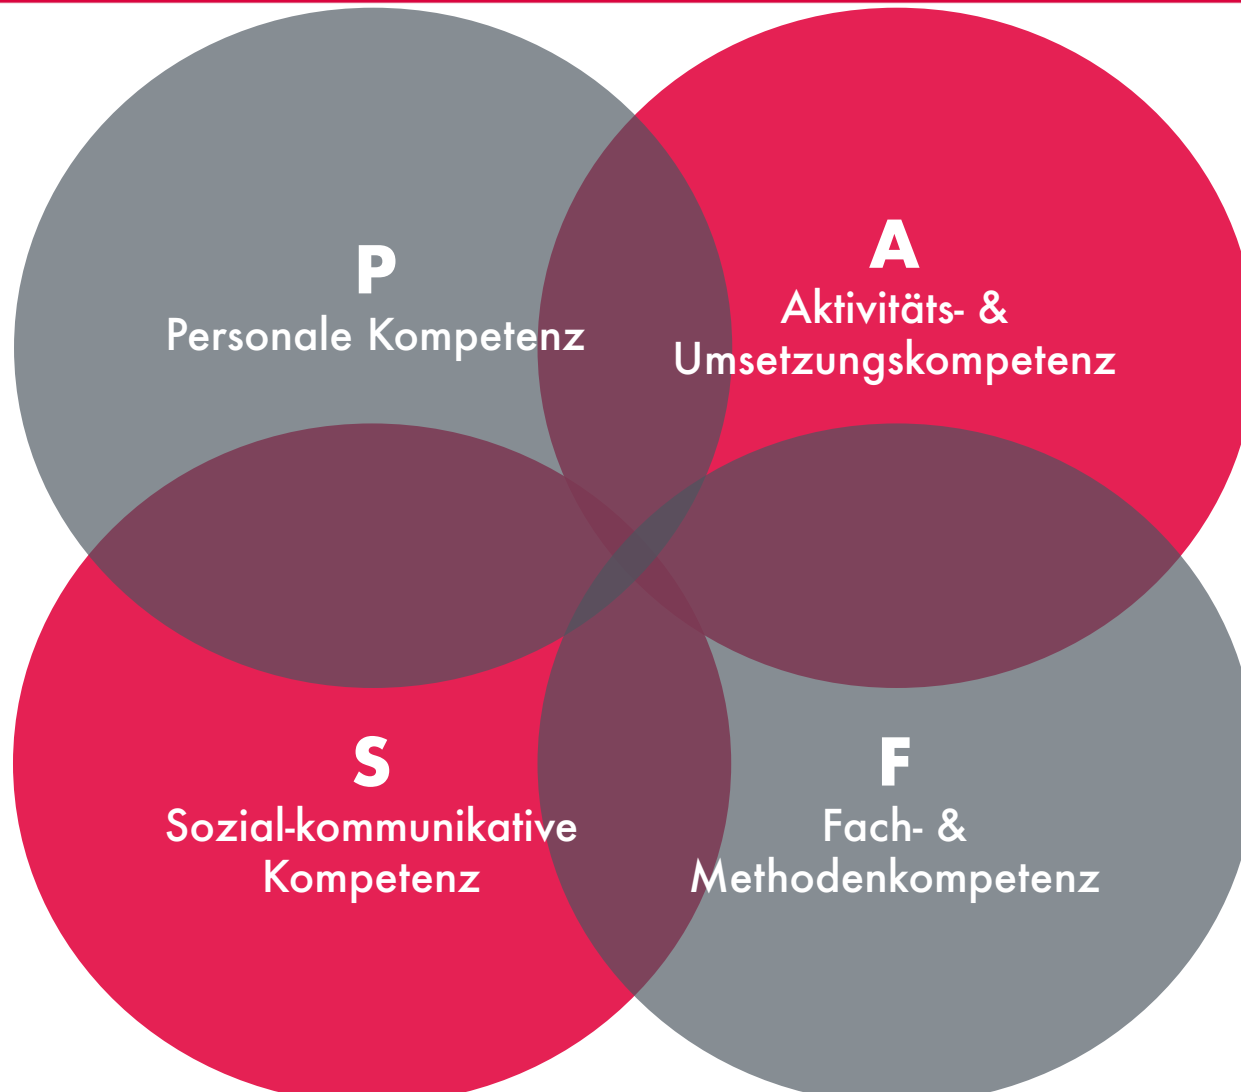 P
Personale Kompetenz
A
Aktivitäts- &
Umsetzungskompetenz
S
Sozial-kommunikative
Kompetenz
F
Fach- &
Methodenkompetenz